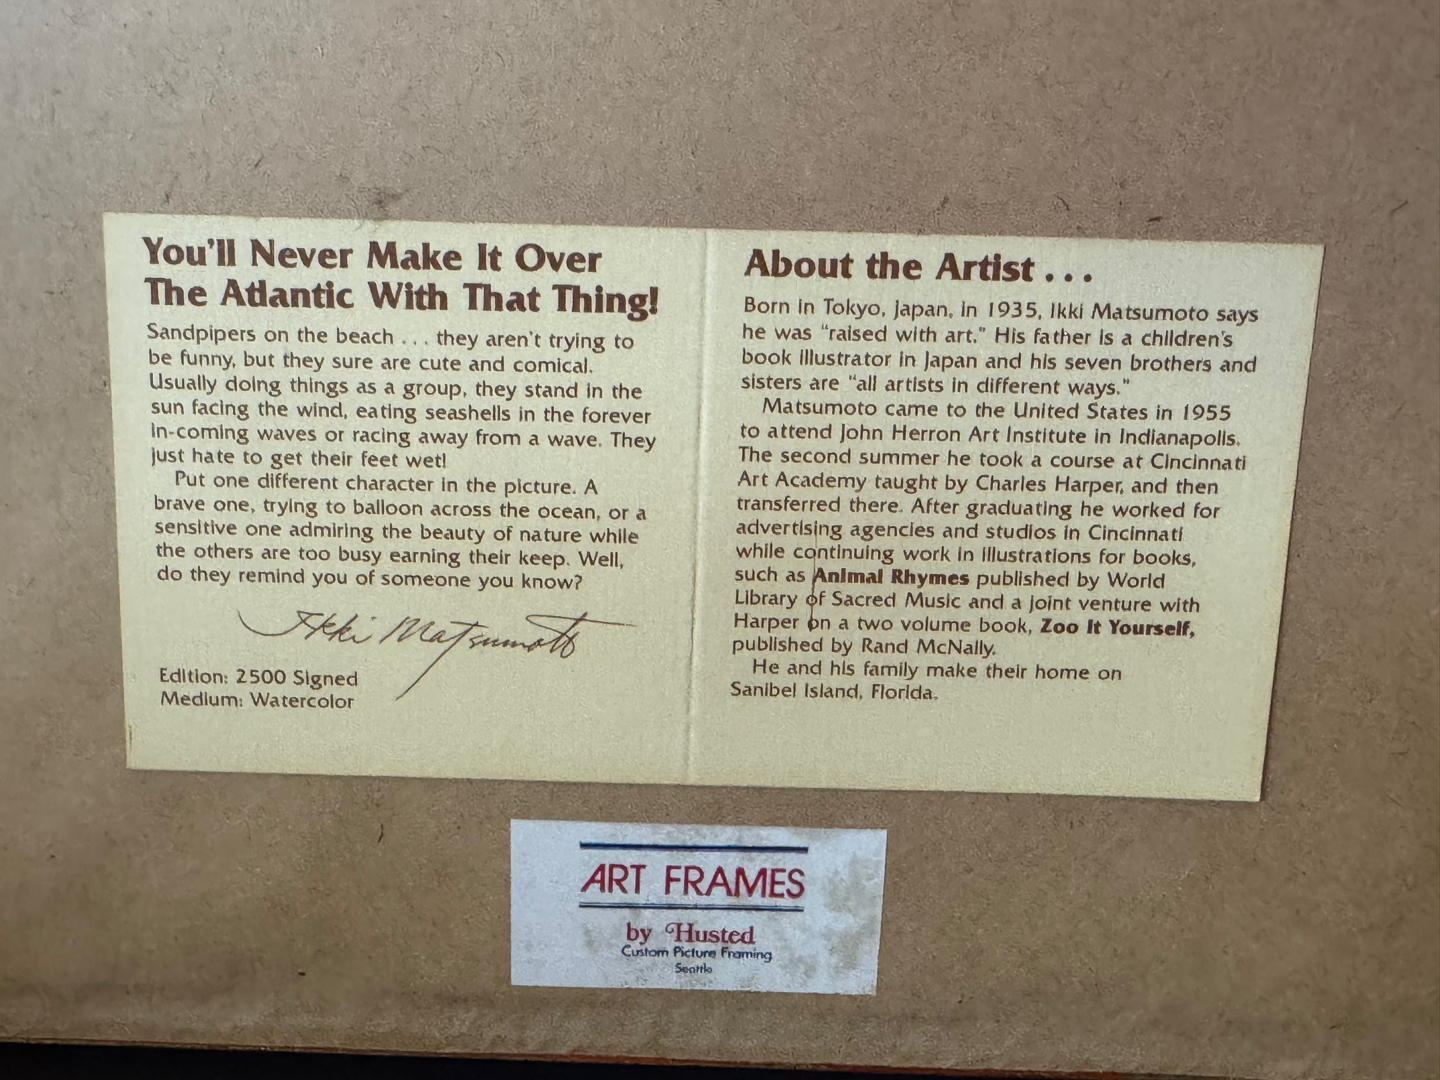 You'll Never Make It Over
The Atlantic With That Thing!
Sandpipers on the beach . . . they aren't trying to
be funny, but they sure are cute and comical.
Usually doing things as a group, they stand in the
sun facing the wind, eating seashells in the forever
in-coming waves or racing away from a wave. They
just hate to get their feet wet!
Put one different character in the picture. A
brave one, trying to balloon across the ocean, or a
sensitive one admiring the beauty of nature while
the others are too busy earning their keep. Well,
do they remind you of someone you know?
Ikki Matsumoto
Edition: 2500 Signed
Medium: Watercolor
About the Artist . . .
Born in Tokyo, Japan, in 1935, Ikki Matsumoto says
he was "raised with art." His father is a children's
book illustrator in Japan and his seven brothers and
sisters are "all artists in different ways."
Matsumoto came to the United States in 1955
to attend John Herron Art Institute in Indianapolis.
The second summer he took a course at Cincinnati
Art Academy taught by Charles Harper, and then
transferred there. After graduating he worked for
advertising agencies and studios in Cincinnati
while continuing work in illustrations for books,
such as Animal Rhymes published by World
Library of Sacred Music and a joint venture with
Harper on a two volume book, Zoo It Yourself,
published by Rand McNally.
He and his family make their home on
Sanibel Island, Florida.
ART FRAMES
by Husted
Custom Picture Framing
Seattle